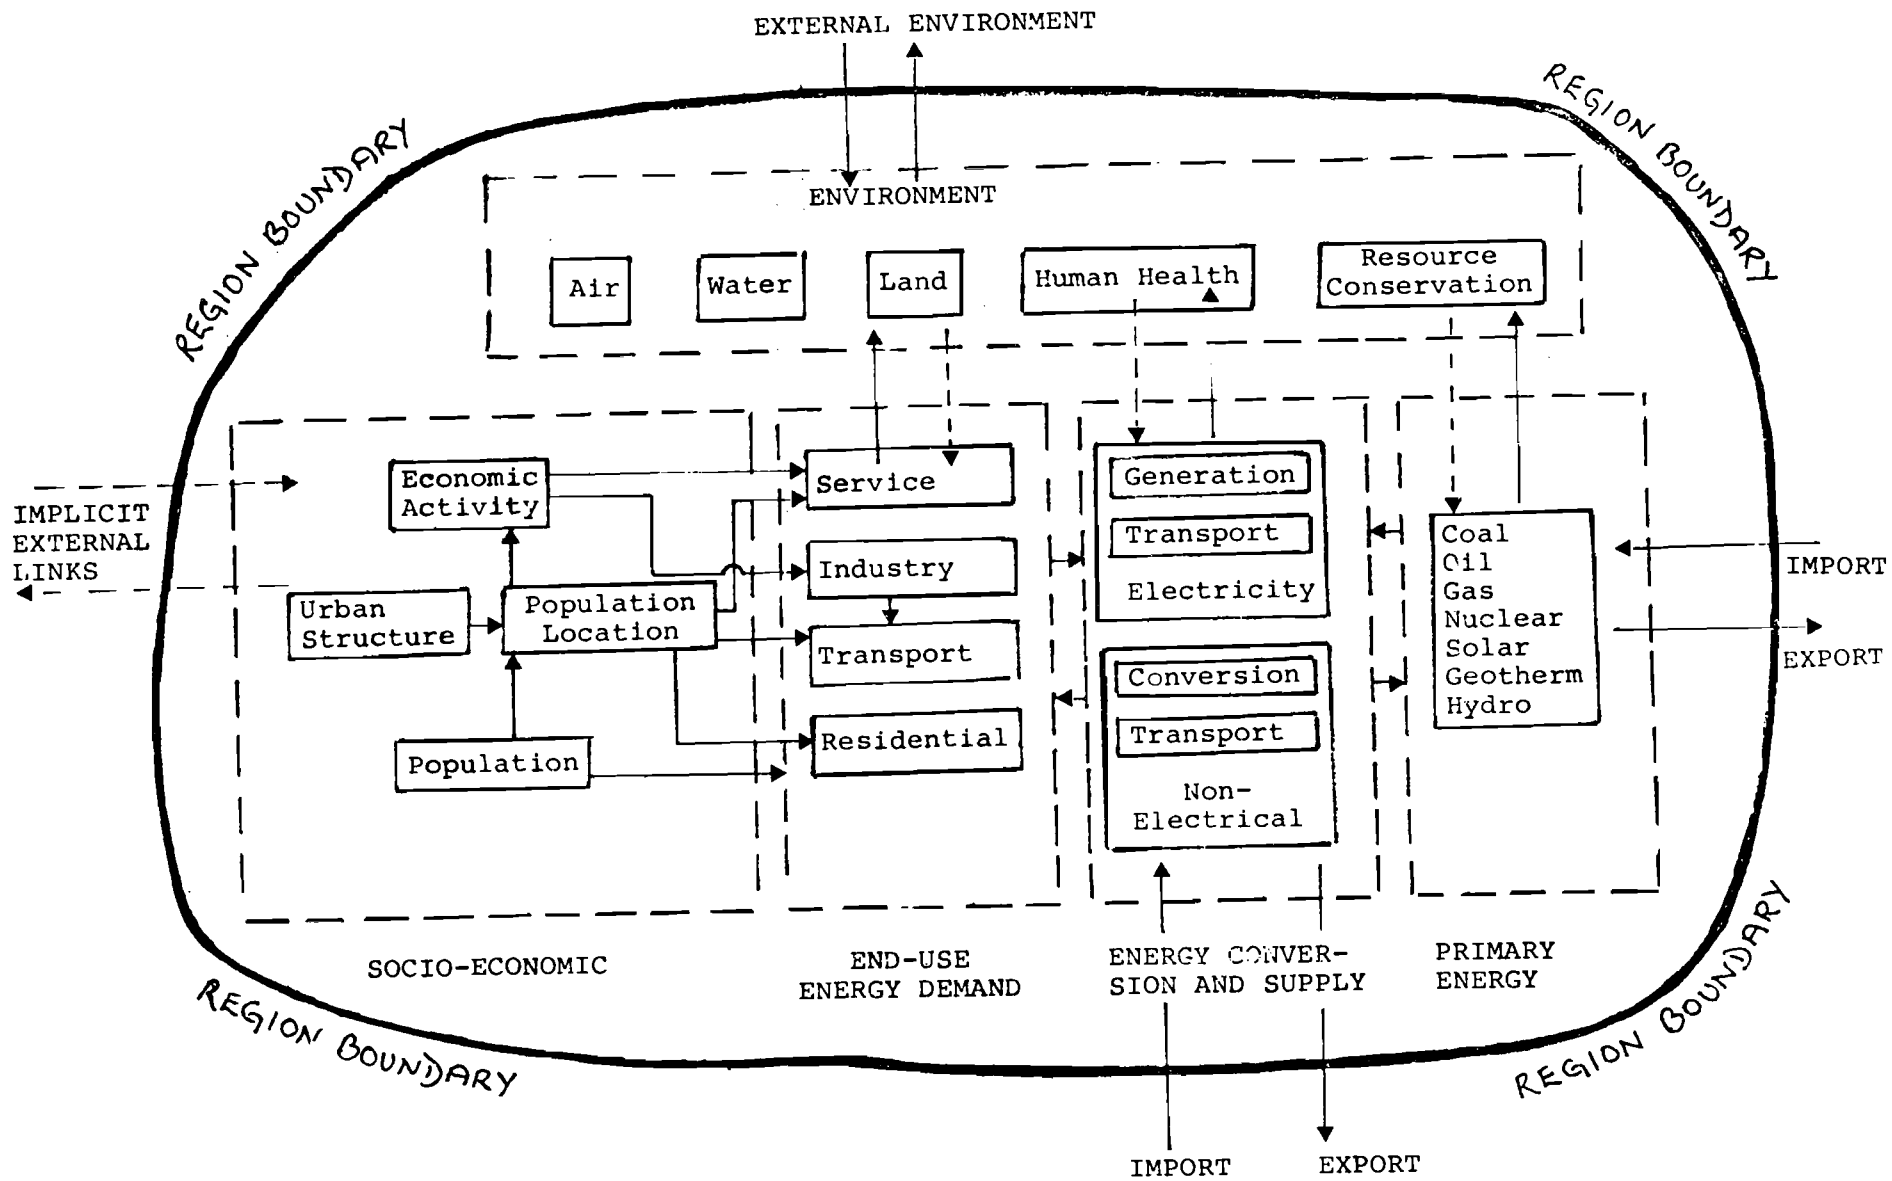 EXTERNAL ENVIRONMENT
REGION BOUNDARY
REGION BOUNDARY
ENVIRONMENT
Air
Water
Land
Human Health
Resource
Conservation
IMPLICIT
EXTERNAL
LINKS
Economic
Activity
Urban
Structure
Population
Location
Population
Service
Industry
Transport
Residential
Generation
Transport
Electricity
Conversion
Transport
Non-
Electrical
Coal
Oil
Gas
Nuclear
Solar
Geotherm
Hydro
IMPORT
EXPORT
SOCIO-ECONOMIC
END-USE
ENERGY DEMAND
ENERGY CONVER-
SION AND SUPPLY
PRIMARY
ENERGY
REGION BOUNDARY
REGION BOUNDARY
IMPORT
EXPORT